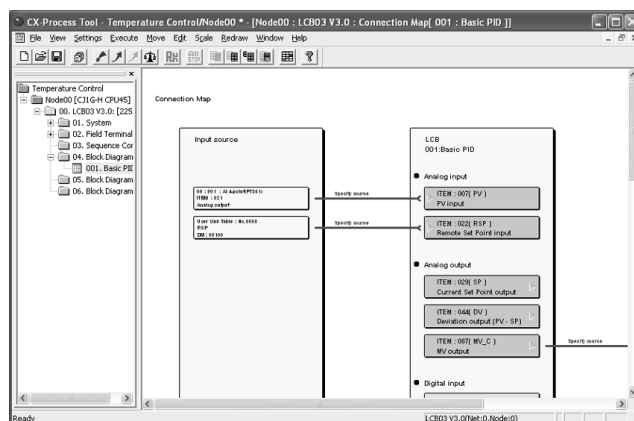 CX-Process Tool - Temperature Control/Node00 * - [Node00 : LCB03 V3.0 : Connection Map[ 001 : Basic PID ]]
File View Settings Execute Move Edit Scale Redraw Window Help
Temperature Control
Node00 [CJ1G-H CPU45]
00. LCB03 V3.0: [225
01. System
02. Field Terminal
03. Sequence Cor
04. Block Diagram
001. Basic PID
05. Block Diagram
06. Block Diagram
Connection Map
Input source
ITEM : 021
Analog output
User Link Table : No.0000
RSP
DM : 00100
Specify source
Specify source
LCB
001:Basic PID
Analog input
ITEM : 007( PV )
PV input
ITEM : 022( RSP )
Remote Set Point input
Analog output
ITEM : 029( SP )
Current Set Point output
ITEM : 044( DV )
Deviation output (PV - SP)
ITEM : 087( MV_C )
MV output
Specify source
Digital input
Ready
LCB03 V3.0(Net:0,Node:0)